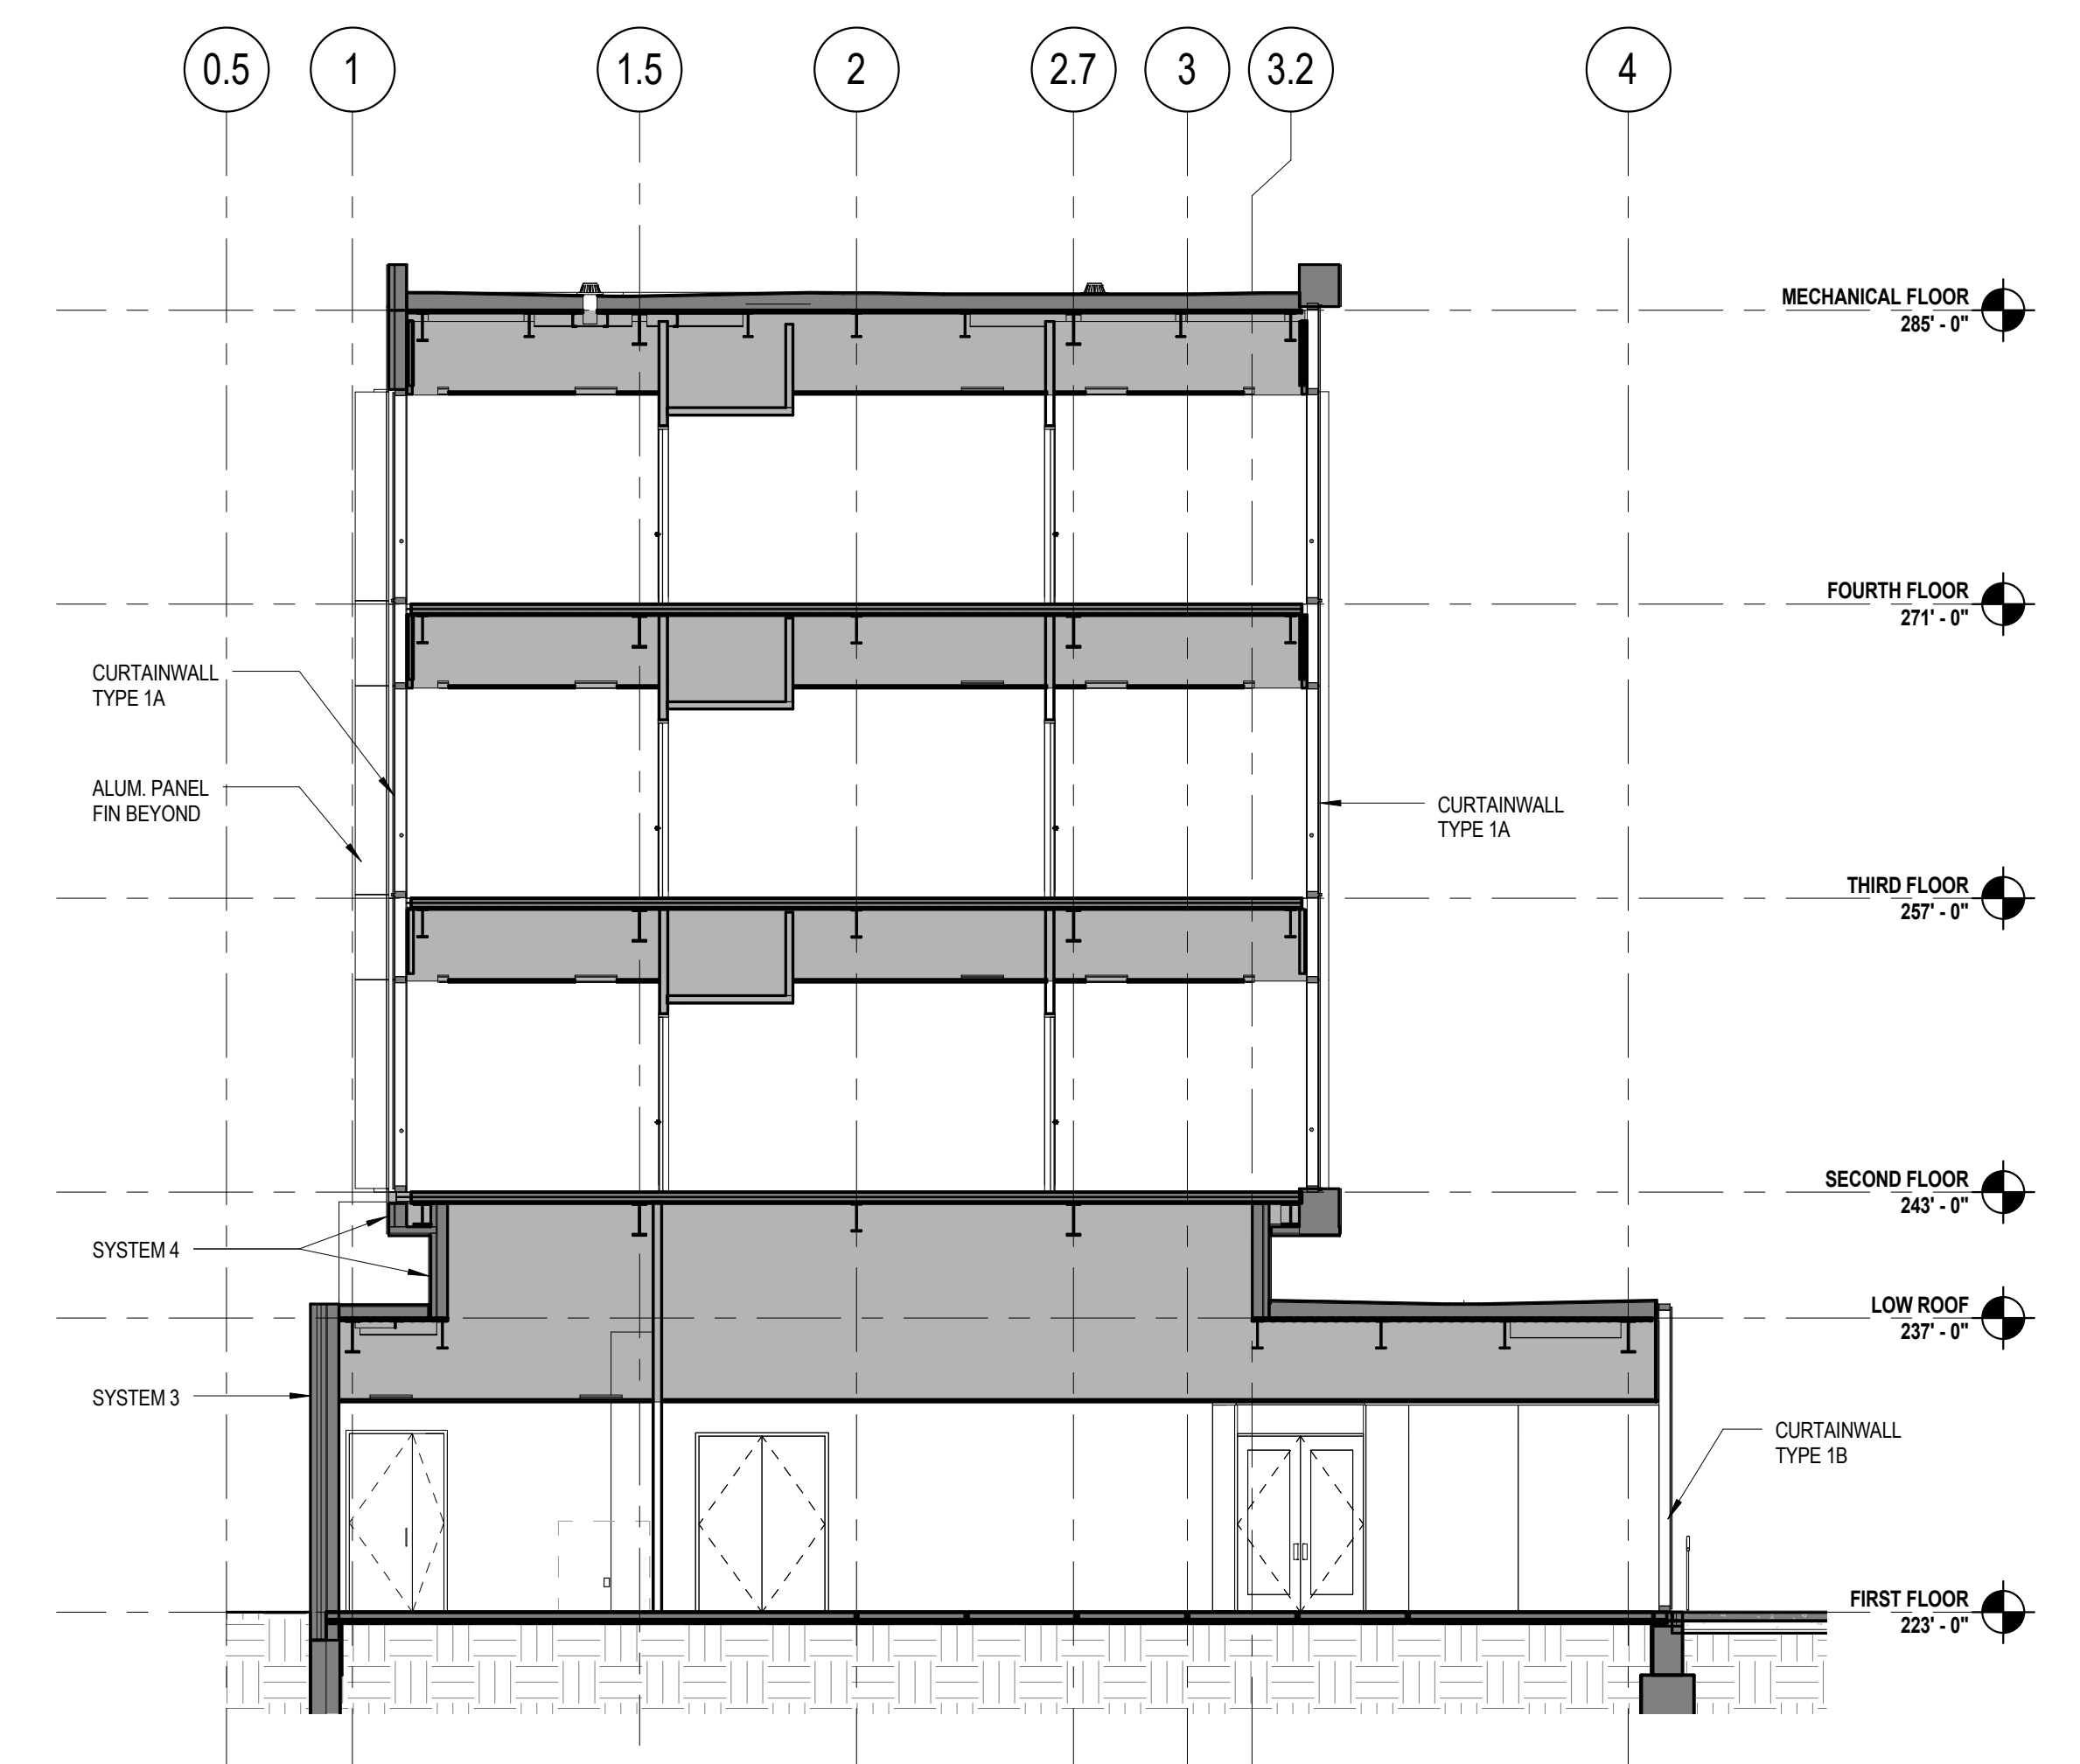 0.5 1 1.5 2 2.7 3 3.2 4
MECHANICAL FLOOR
285' - 0"
FOURTH FLOOR
271' - 0"
CURTAINWALL
TYPE 1A
ALUM. PANEL
FIN BEYOND
CURTAINWALL
TYPE 1A
THIRD FLOOR
257' - 0"
SECOND FLOOR
243' - 0"
SYSTEM 4
LOW ROOF
237' - 0"
SYSTEM 3
CURTAINWALL
TYPE 1B
FIRST FLOOR
223' - 0"